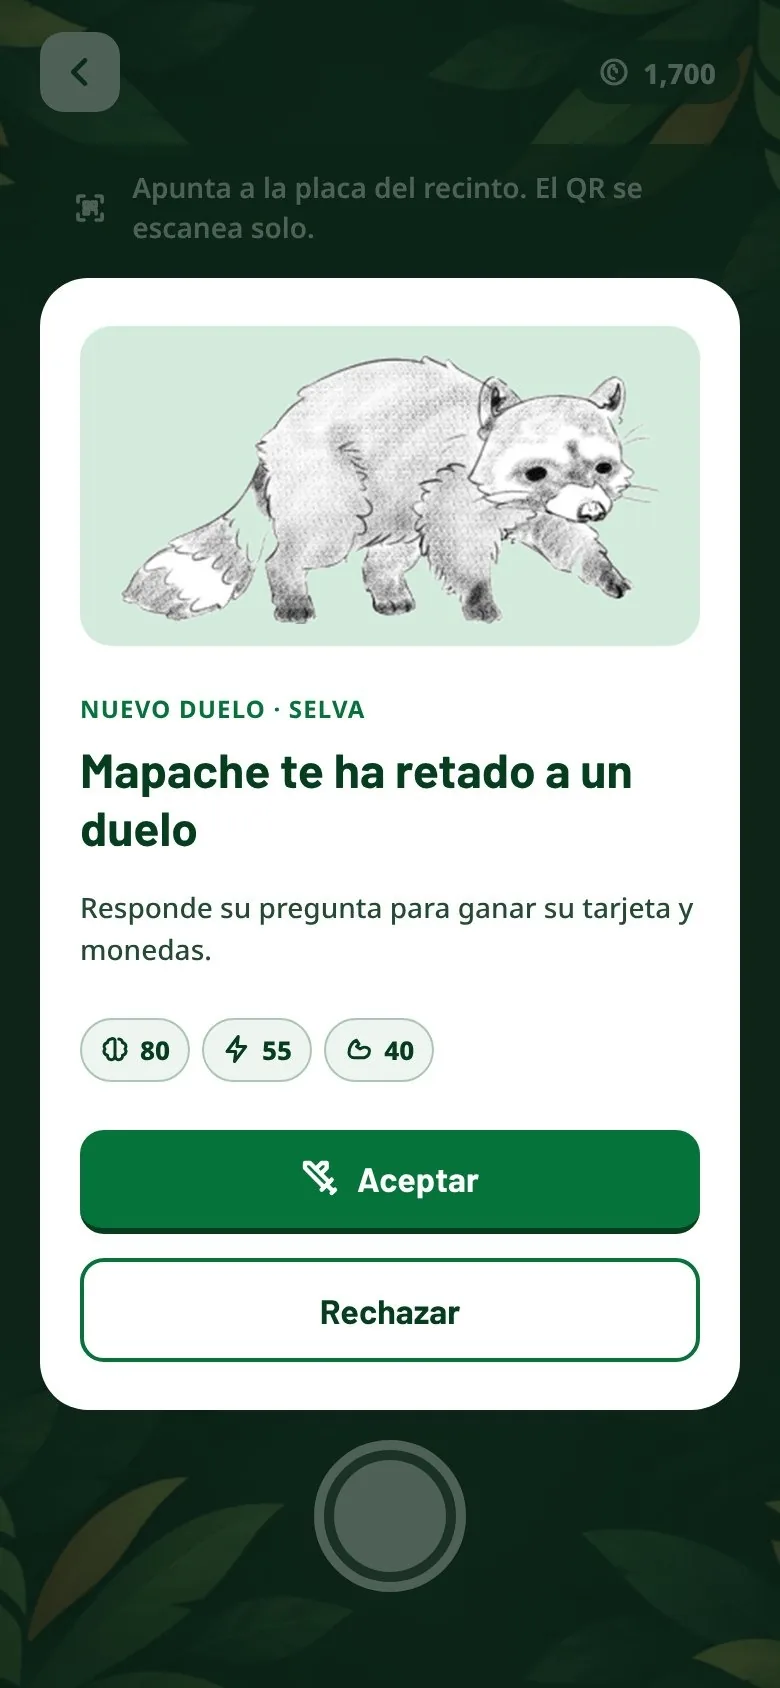 1,700
Apunta a la placa del recinto. El QR se
escanea solo.
NUEVO DUELO · SELVA
Mapache te ha retado a un
duelo
Responde su pregunta para ganar su tarjeta y
monedas.
80 55 40
Aceptar
Rechazar